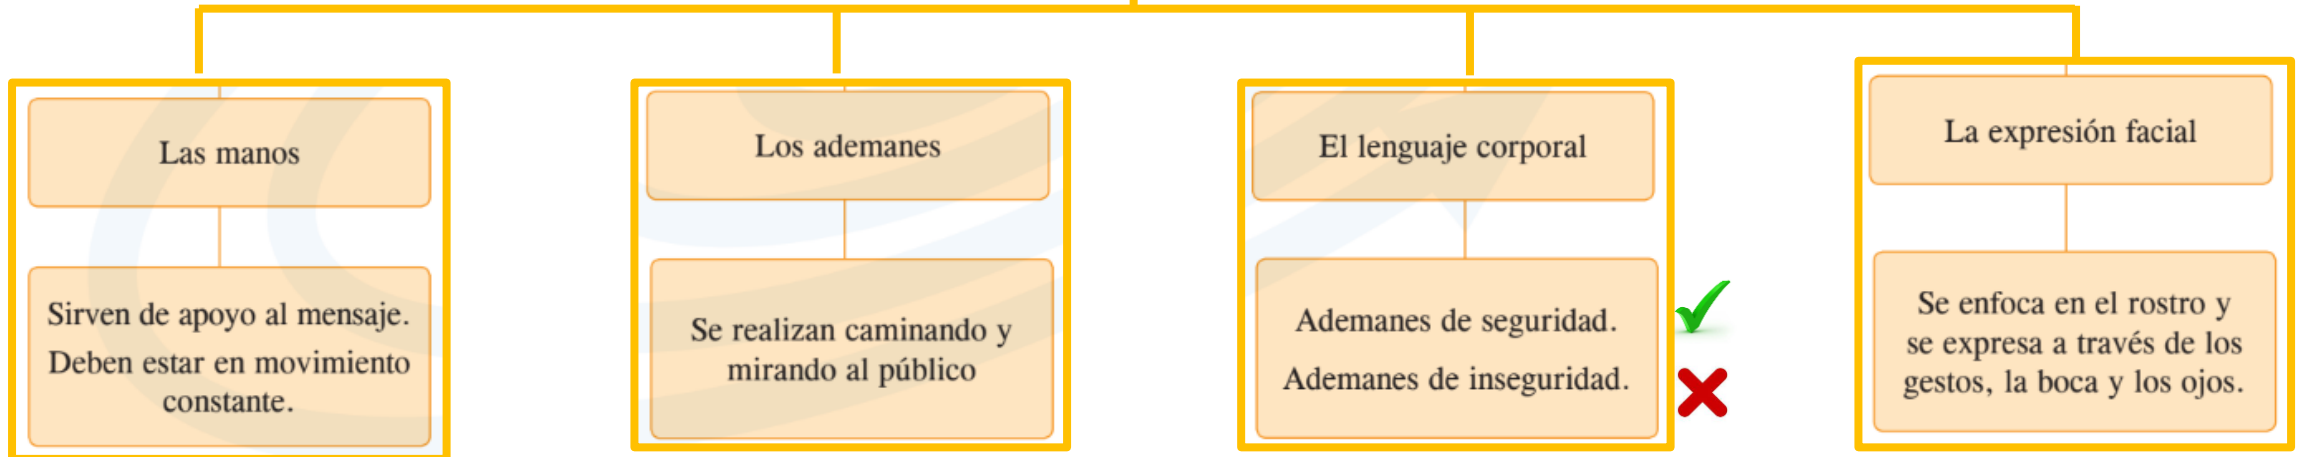 Las manos
Sirven de apoyo al mensaje.
Deben estar en movimiento
constante.
Los ademanes
Se realizan caminando y
mirando al público
El lenguaje corporal
Ademanes de seguridad.
Ademanes de inseguridad.
La expresión facial
Se enfoca en el rostro y
se expresa a través de los
gestos, la boca y los ojos.